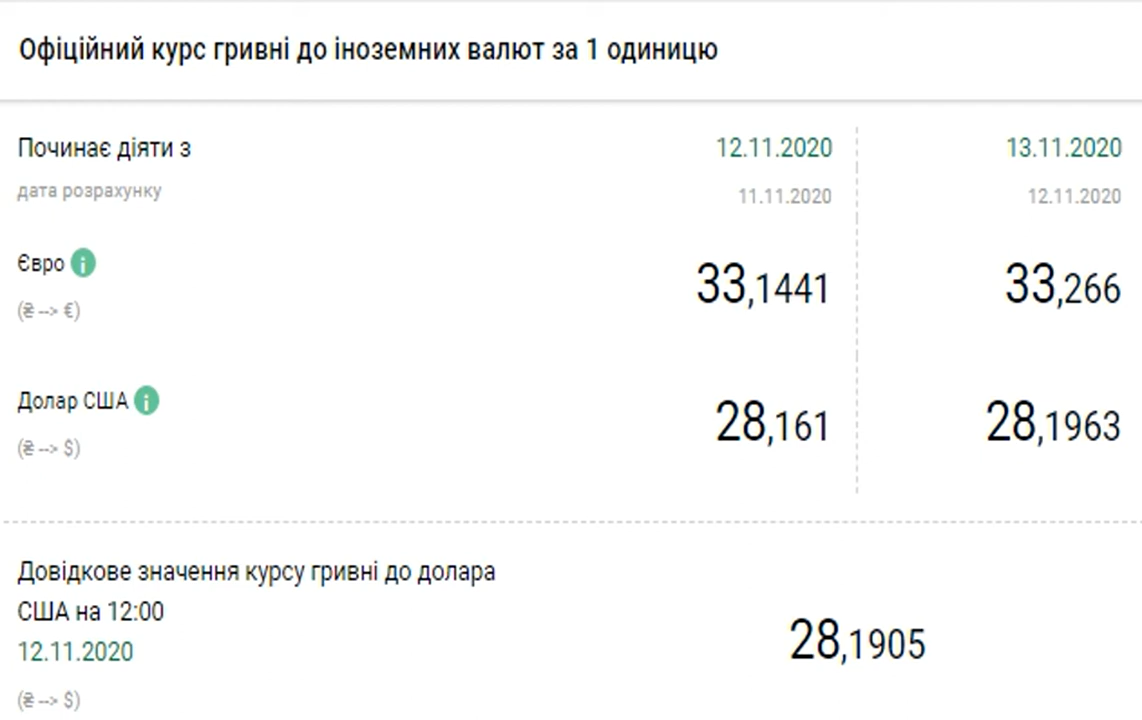 Офіційний курс гривні до іноземних валют за 1 одиницю
Починає діяти з 12.11.2020 13.11.2020
дата розрахунку 11.11.2020 12.11.2020
Євро i 33,1441 33,266
(₴ --> €)
Долар США i 28,161 28,1963
(₴ --> $)
Довідкове значення курсу гривні до долара
США на 12:00
12.11.2020 28,1905
(₴ --> $)